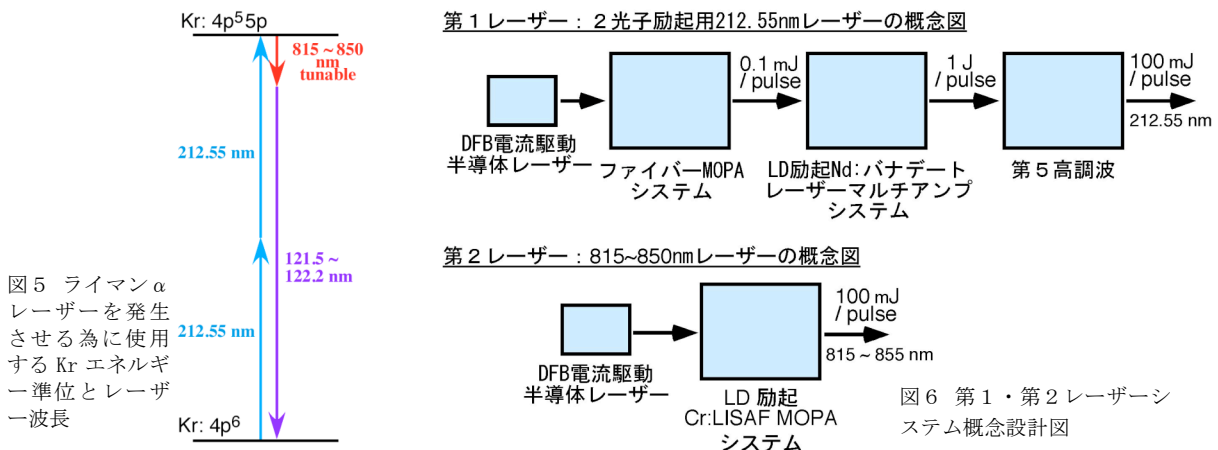 Kr: 4p⁵5p
815 ~ 850
nm
tunable
212.55 nm
121.5 ~
122.2 nm
212.55 nm
Kr: 4p⁶
図５ ライマンα
レーザーを発生
させる為に使用
する Kr エネルギ
ー準位とレーザ
ー波長
第１レーザー：２光子励起用212.55nmレーザーの概念図
DFB電流駆動
半導体レーザー
ファイバーMOPA
システム
0.1 mJ
/ pulse
LD励起Nd:バナデート
レーザーマルチアンプ
システム
1 J
/ pulse
第５高調波
100 mJ
/ pulse
212.55 nm
第２レーザー：815~850nmレーザーの概念図
DFB電流駆動
半導体レーザー
LD 励起
Cr:LISAF MOPA
システム
100 mJ
/ pulse
815 ~ 855 nm
図６ 第１・第２レーザーシ
ステム概念設計図